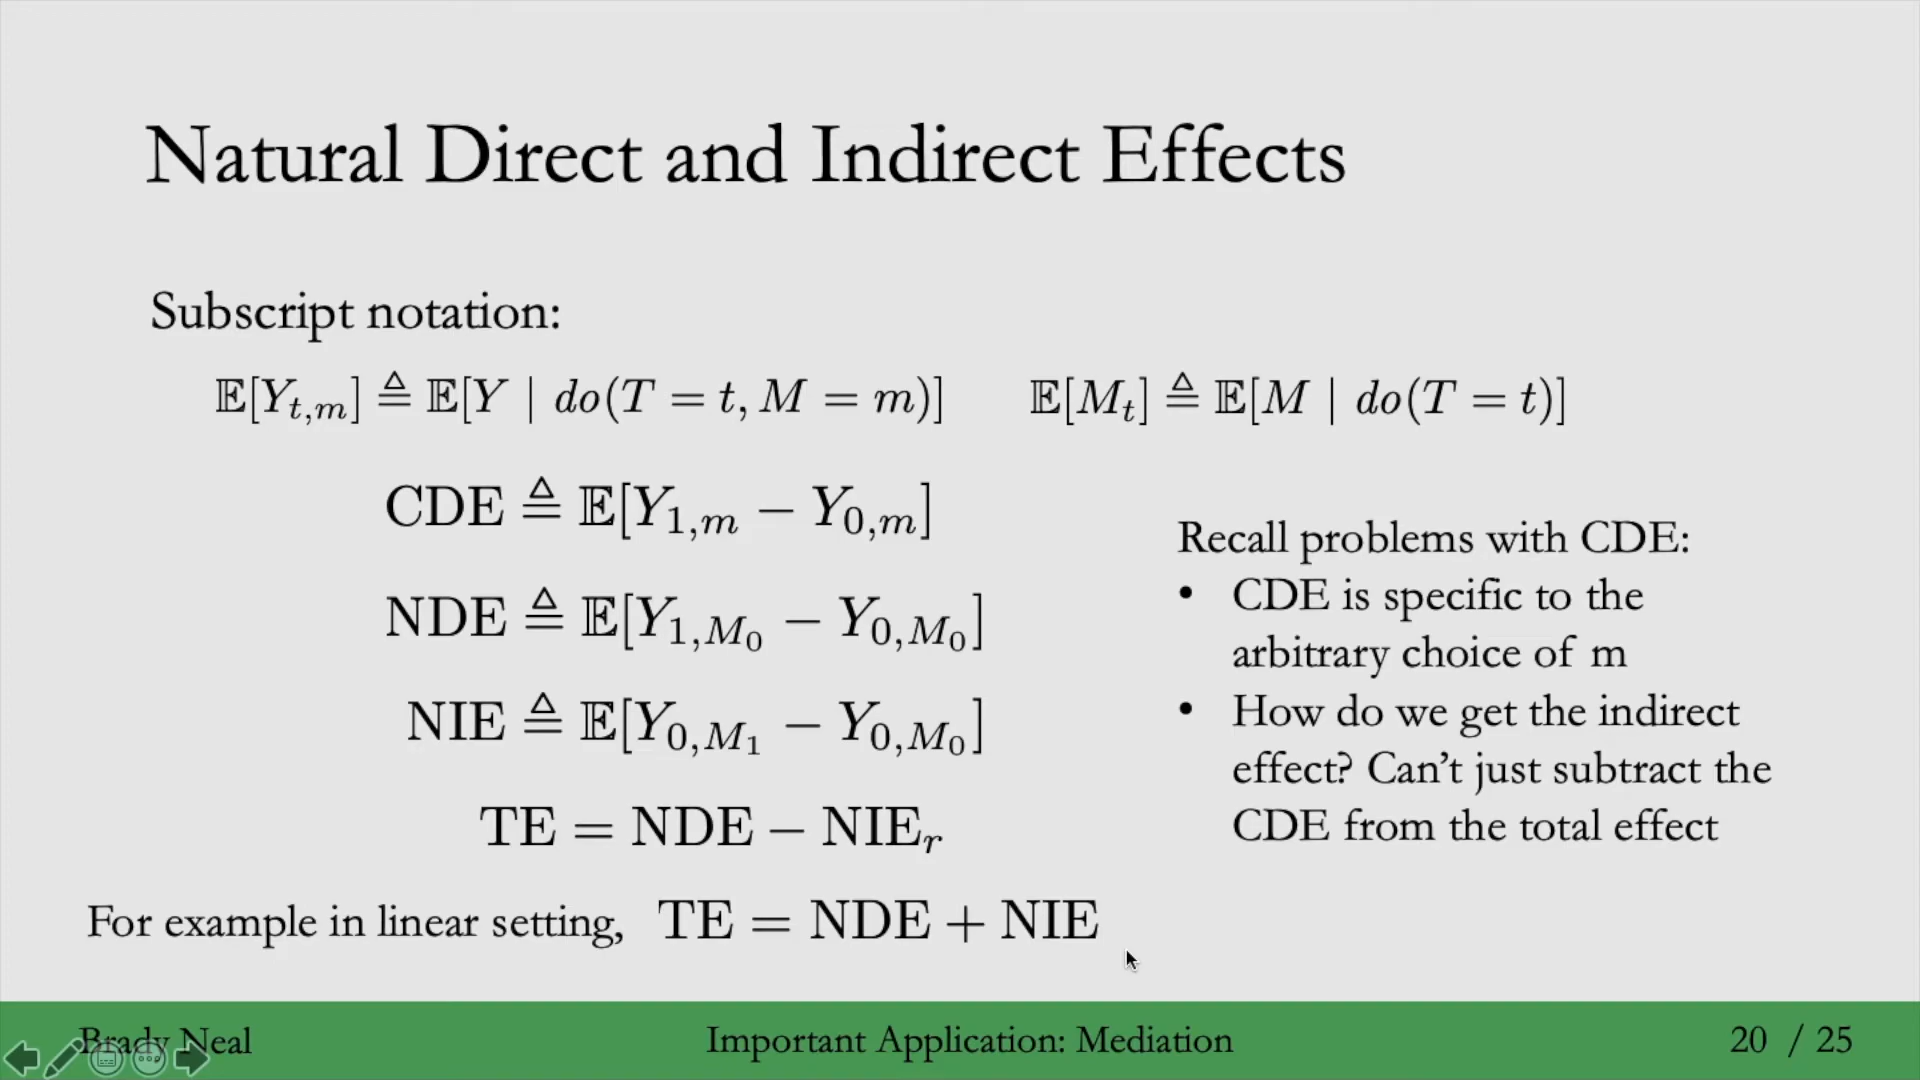 Natural Direct and Indirect Effects
Subscript notation:
𝔼[Y_{t,m}] ≜ 𝔼[Y | do(T = t, M = m)]    𝔼[M_t] ≜ 𝔼[M | do(T = t)]
CDE ≜ 𝔼[Y_{1,m} − Y_{0,m}]
NDE ≜ 𝔼[Y_{1,M_0} − Y_{0,M_0}]
NIE ≜ 𝔼[Y_{0,M_1} − Y_{0,M_0}]
TE = NDE − NIE_r
For example in linear setting, TE = NDE + NIE
Recall problems with CDE:
• CDE is specific to the
arbitrary choice of m
• How do we get the indirect
effect? Can’t just subtract the
CDE from the total effect
Brady Neal
Important Application: Mediation
20 / 25